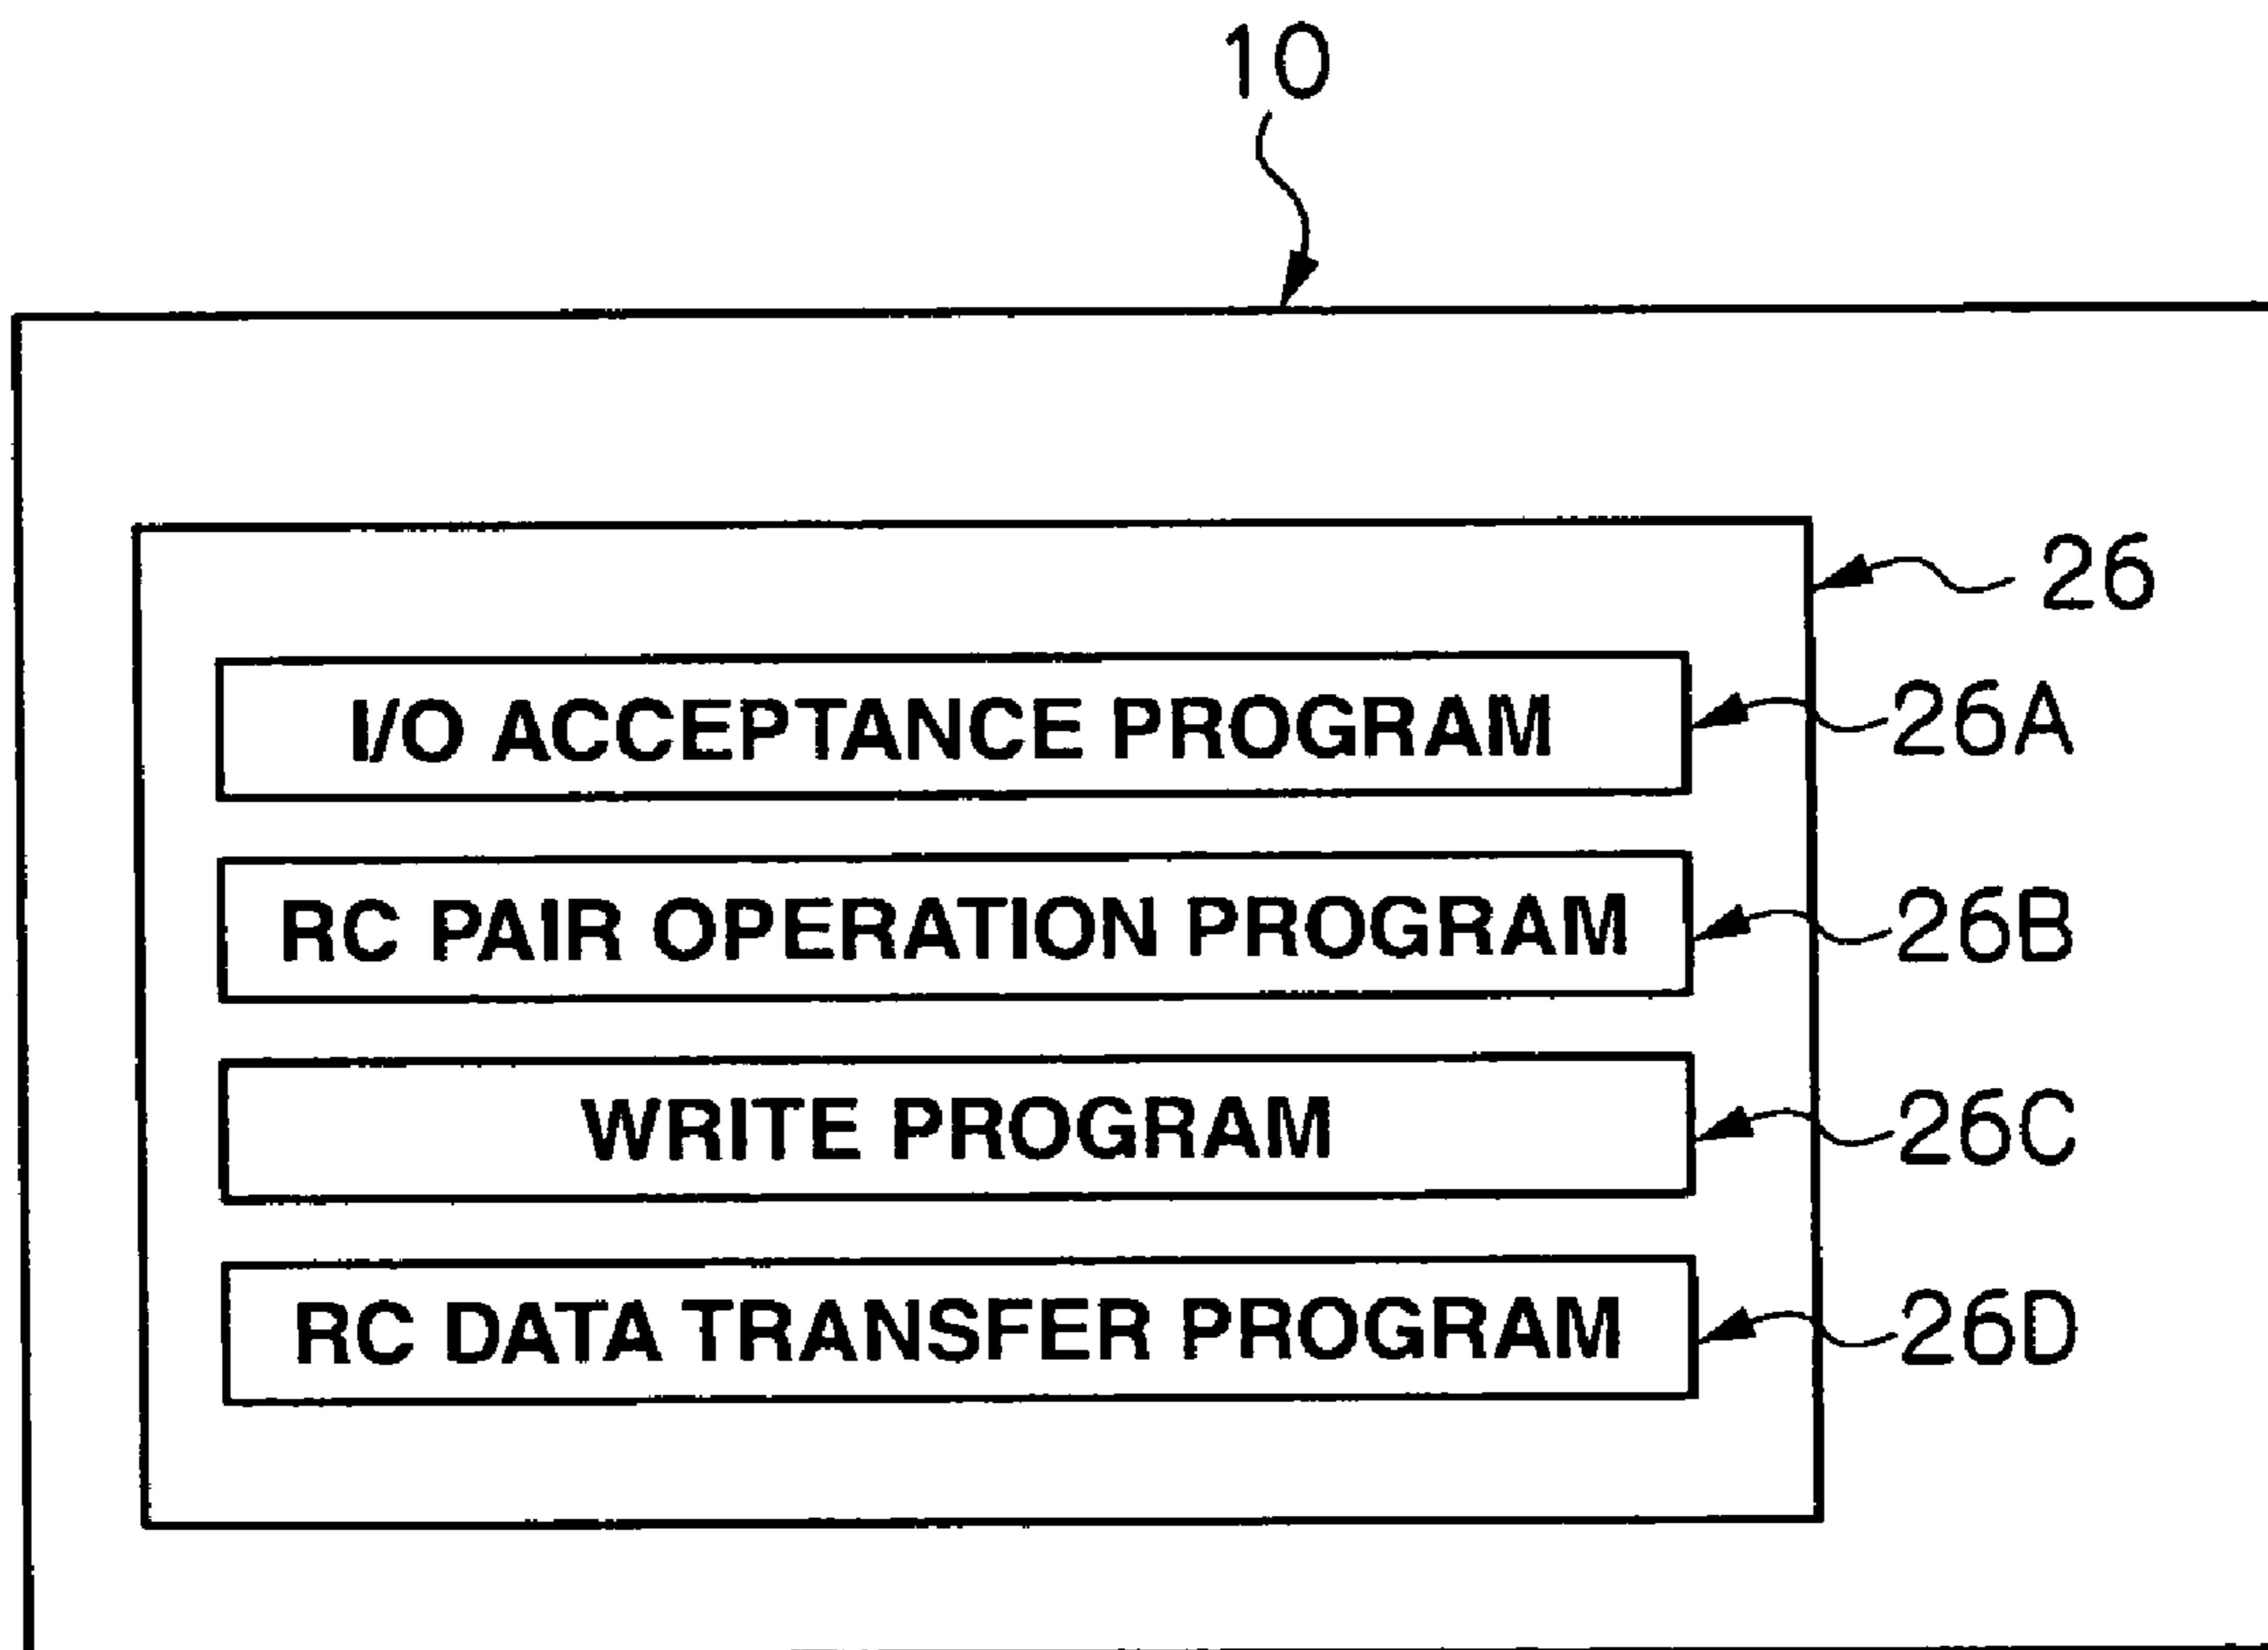 10
26
I/O ACCEPTANCE PROGRAM 26A
RC PAIR OPERATION PROGRAM 26B
WRITE PROGRAM 26C
RC DATA TRANSFER PROGRAM 26D